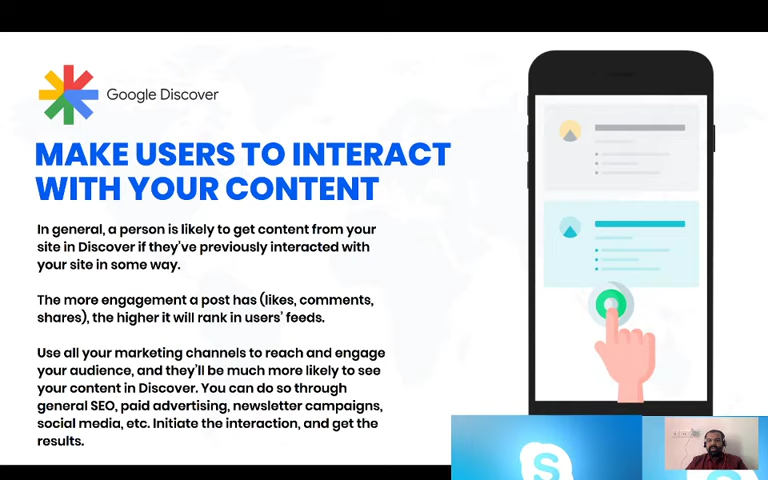 Google Discover
MAKE USERS TO INTERACT
WITH YOUR CONTENT
In general, a person is likely to get content from your
site in Discover if they've previously interacted with
your site in some way.
The more engagement a post has (likes, comments,
shares), the higher it will rank in users' feeds.
Use all your marketing channels to reach and engage
your audience, and they'll be much more likely to see
your content in Discover. You can do so through
general SEO, paid advertising, newsletter campaigns,
social media, etc. Initiate the interaction, and get the
results.
S